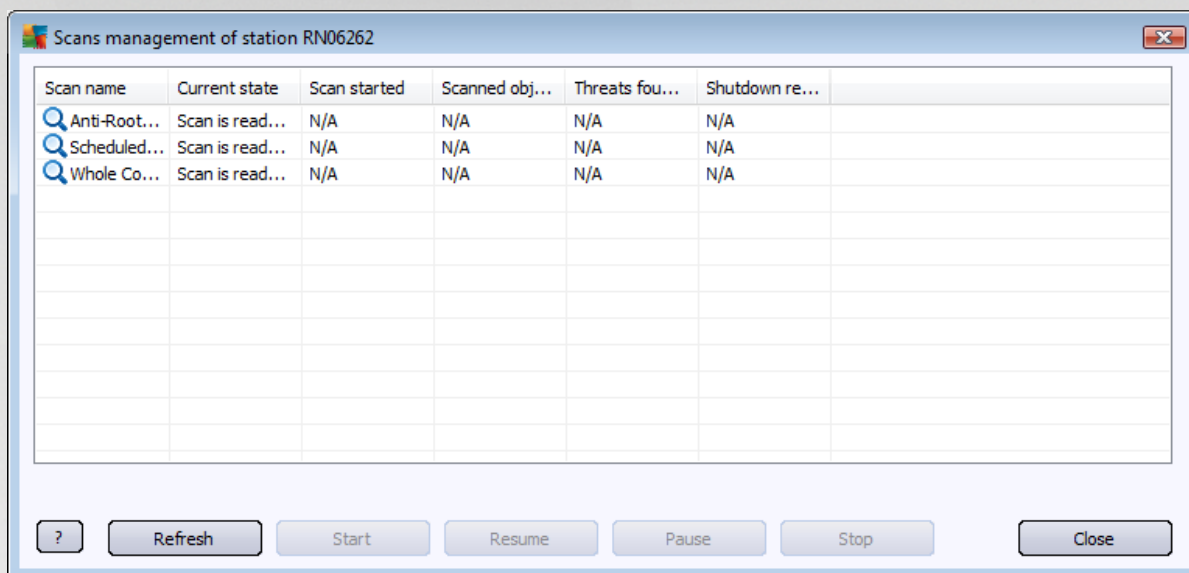 Scans management of station RN06262
Scan name Current state Scan started Scanned obj... Threats fou... Shutdown re...
Anti-Root... Scan is read... N/A N/A N/A N/A
Scheduled... Scan is read... N/A N/A N/A N/A
Whole Co... Scan is read... N/A N/A N/A N/A
? Refresh Start Resume Pause Stop Close